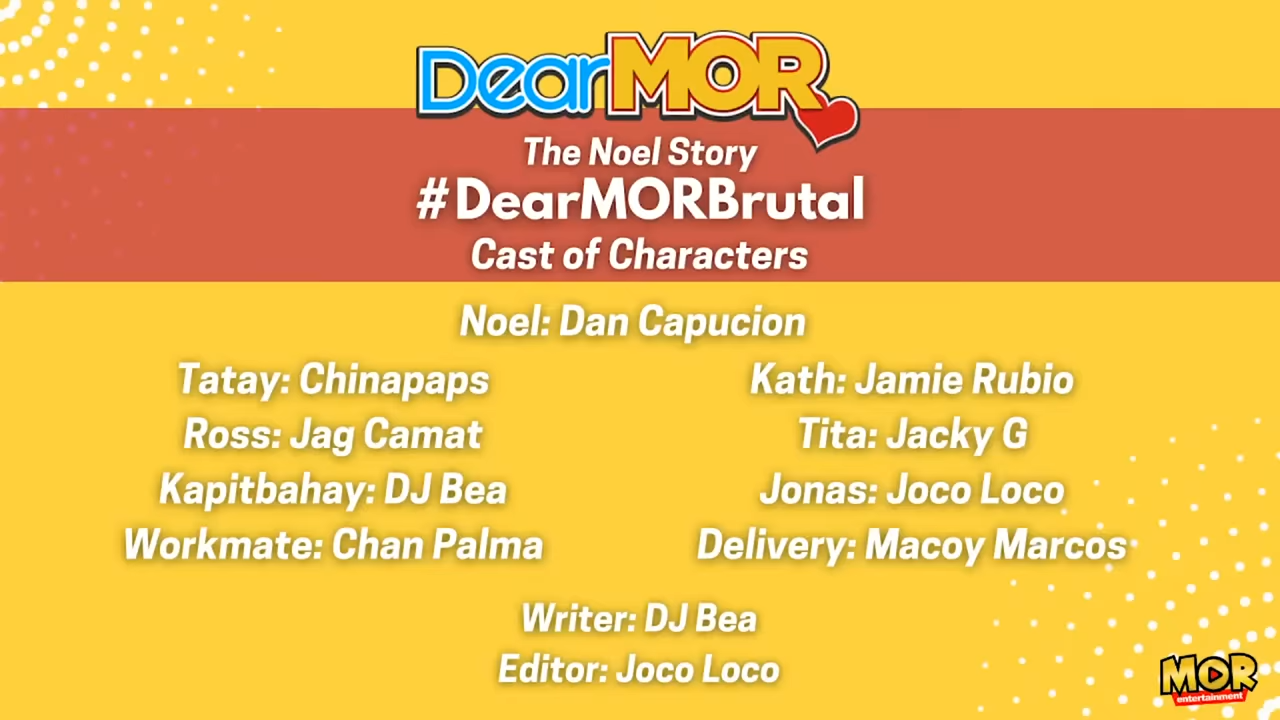 DearMOR
The Noel Story
#DearMORBrutal
Cast of Characters
Noel: Dan Capucion
Tatay: Chinapaps
Ross: Jag Camat
Kapitbahay: DJ Bea
Workmate: Chan Palma
Kath: Jamie Rubio
Tita: Jacky G
Jonas: Joco Loco
Delivery: Macoy Marcos
Writer: DJ Bea
Editor: Joco Loco
MOR
entertainment